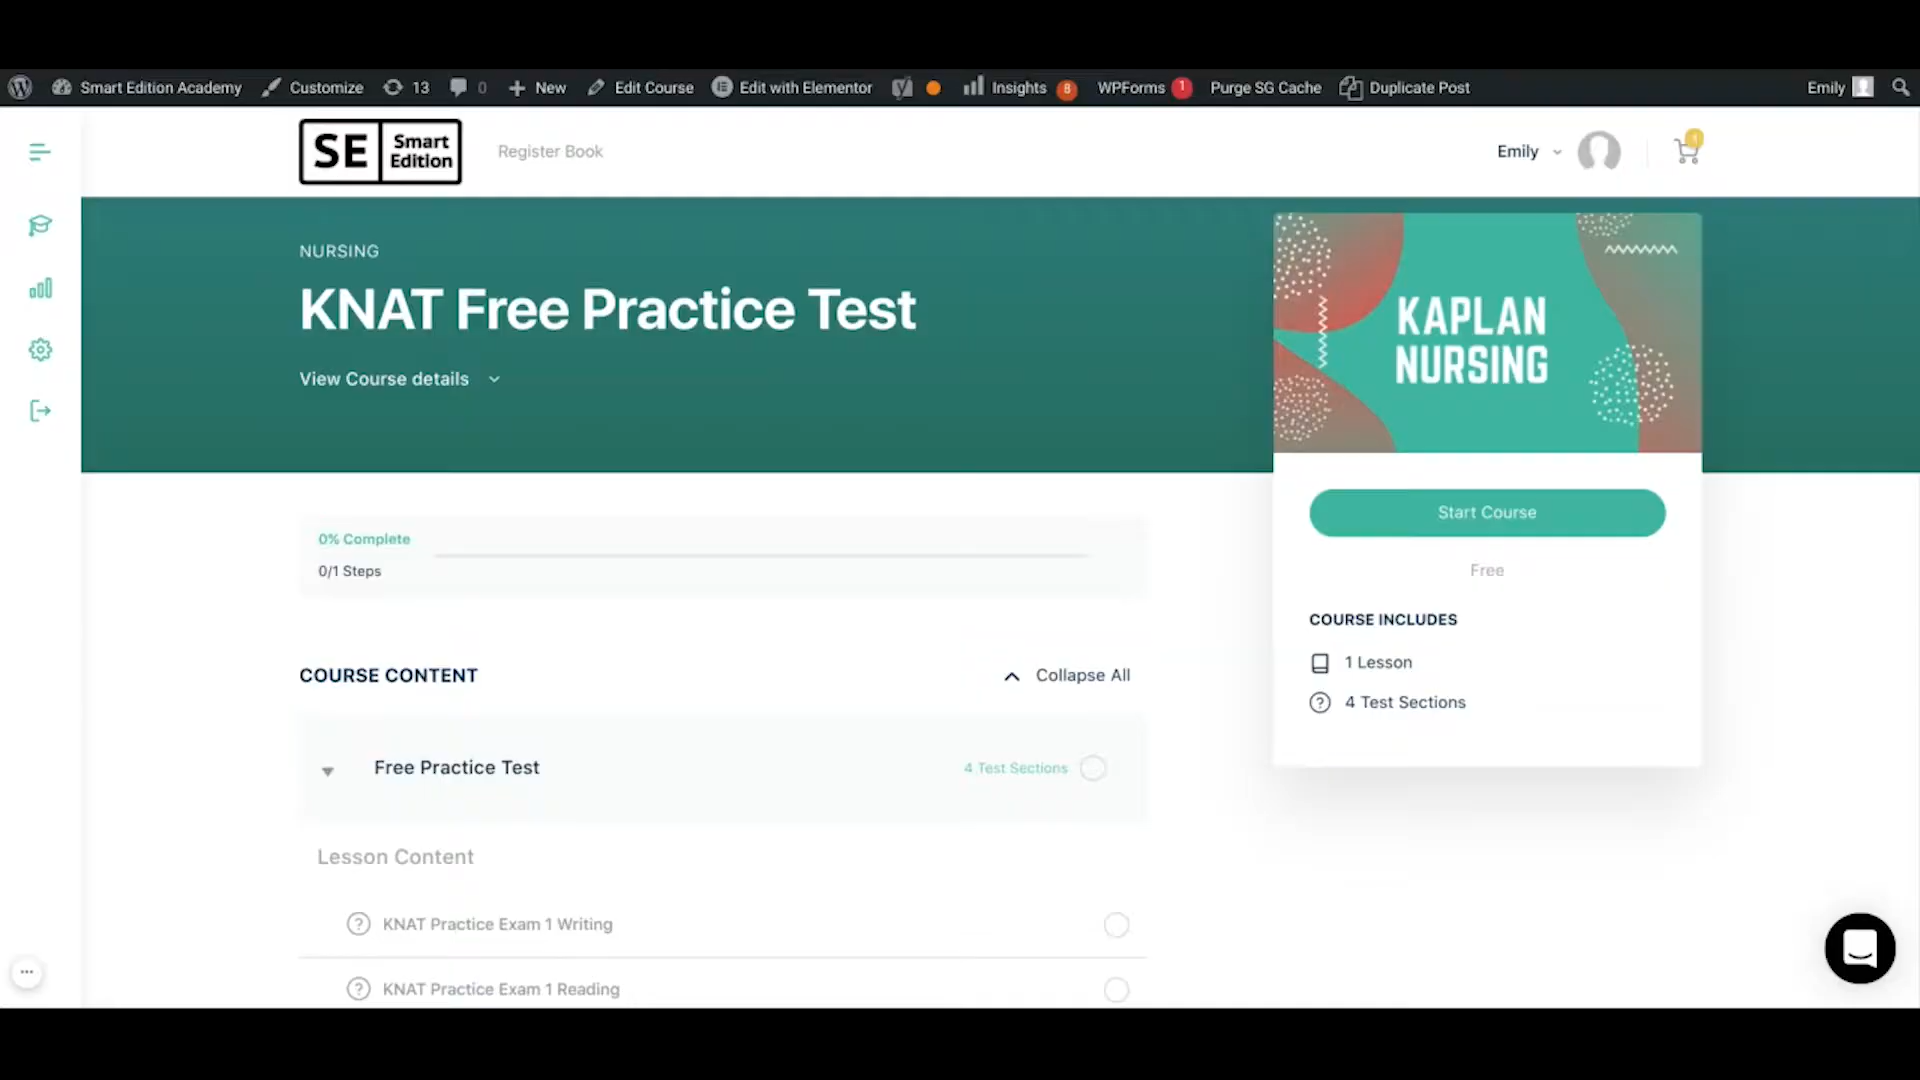 Smart Edition Academy Customize 13 0 New Edit Course Edit with Elementor Insights 8 WPForms 1 Purge SG Cache Duplicate Post Emily
SE Smart Edition
Register Book
Emily
NURSING
KNAT Free Practice Test
View Course details
KAPLAN
NURSING
0% Complete
0/1 Steps
Start Course
Free
COURSE INCLUDES
1 Lesson
4 Test Sections
COURSE CONTENT
Collapse All
Free Practice Test
4 Test Sections
Lesson Content
KNAT Practice Exam 1 Writing
KNAT Practice Exam 1 Reading